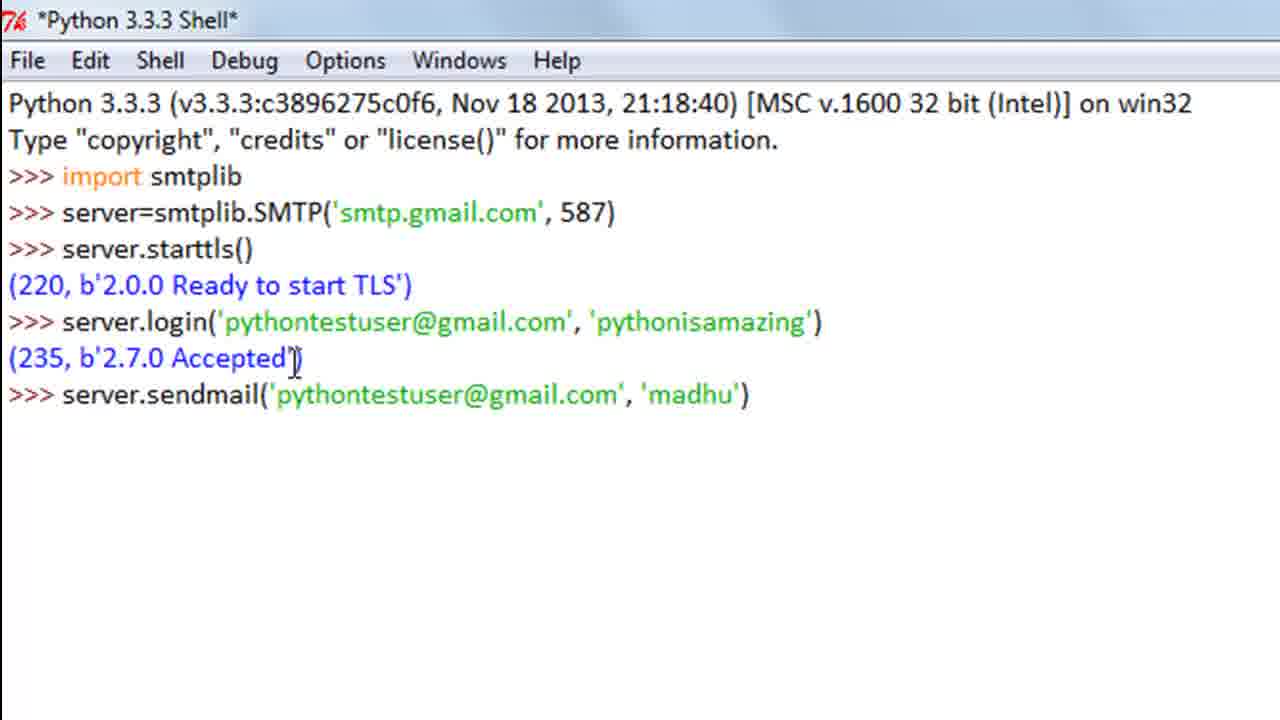 *Python 3.3.3 Shell*
File Edit Shell Debug Options Windows Help
Python 3.3.3 (v3.3.3:c3896275c0f6, Nov 18 2013, 21:18:40) [MSC v.1600 32 bit (Intel)] on win32
Type "copyright", "credits" or "license()" for more information.
>>> import smtplib
>>> server=smtplib.SMTP('smtp.gmail.com', 587)
>>> server.starttls()
(220, b'2.0.0 Ready to start TLS')
>>> server.login('pythontestuser@gmail.com', 'pythonisamazing')
(235, b'2.7.0 Accepted')
>>> server.sendmail('pythontestuser@gmail.com', 'madhu')